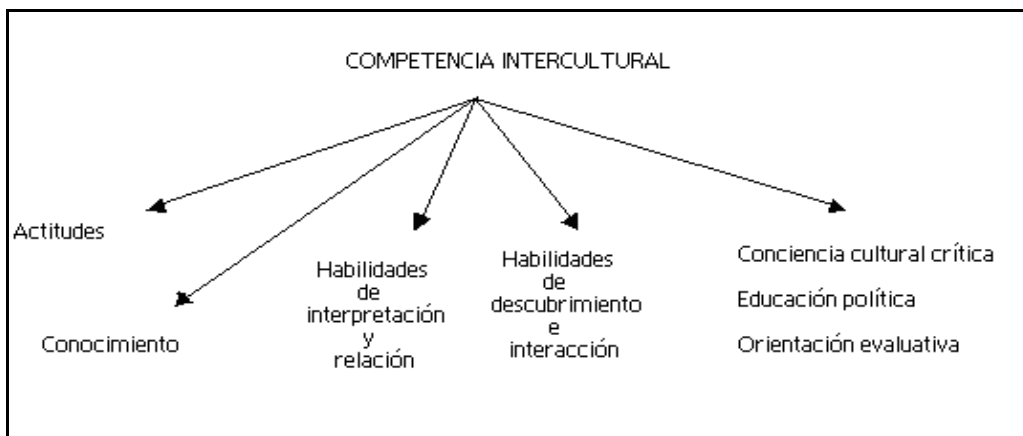 COMPETENCIA INTERCULTURAL
Actitudes
Conocimiento
Habilidades
de
interpretación
y
relación
Habilidades
de
descubrimiento
e
interacción
Conciencia cultural crítica
Educación política
Orientación evaluativa